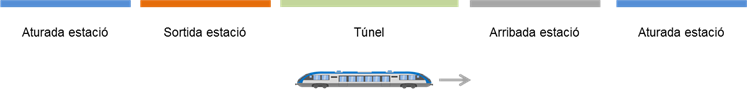 Aturada estació
Sortida estació
Túnel
Arribada estació
Aturada estació